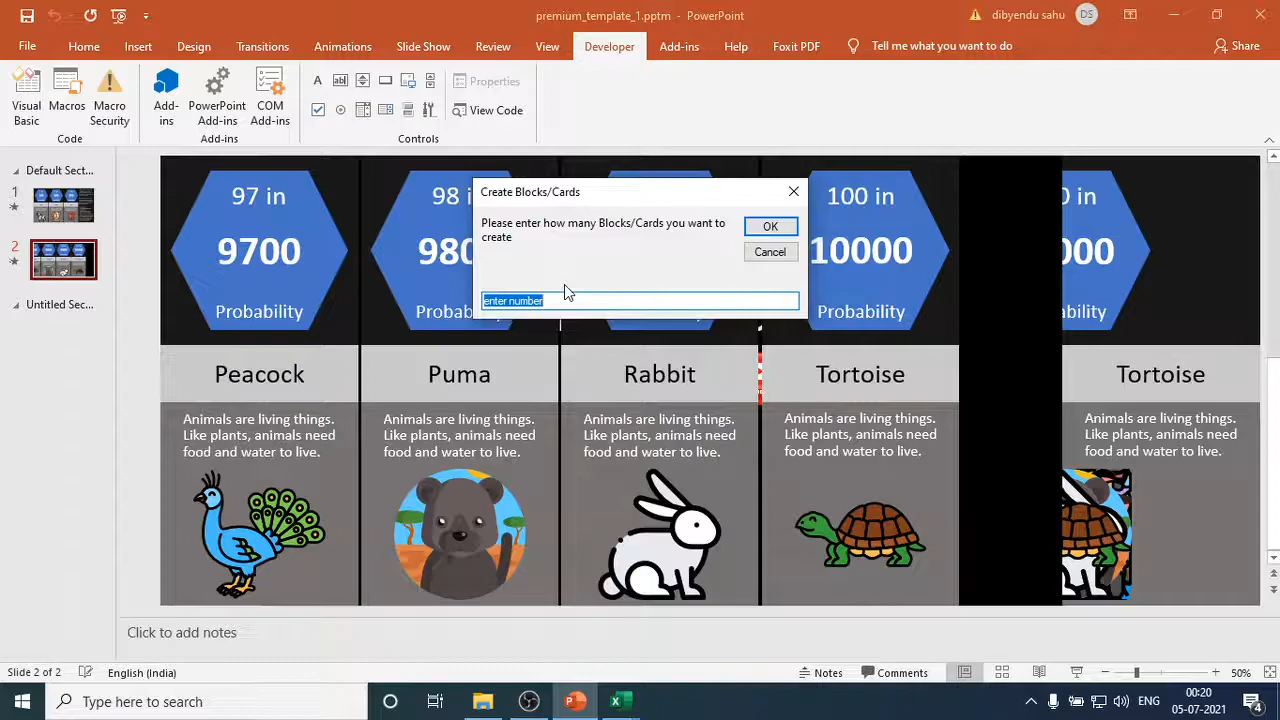 premium_template_1.pptm - PowerPoint
dibyendu sahu
DS
File
Home
Insert
Design
Transitions
Animations
Slide Show
Review
View
Developer
Add-ins
Help
Foxit PDF
Tell me what you want to do
Share
Visual
Basic
Macros
Macro
Security
Add-
ins
PowerPoint
Add-ins
COM
Add-ins
Properties
View Code
Code
Add-ins
Controls
Default Sect...
1
2
Untitled Sec...
97 in
9700
Probability
98 i
980
Probab
100 in
10000
Probability
0 in
000
Probability
Create Blocks/Cards
Please enter how many Blocks/Cards you want to
create
OK
Cancel
enter number
Peacock
Puma
Rabbit
Tortoise
Tortoise
Animals are living things.
Like plants, animals need
food and water to live.
Animals are living things.
Like plants, animals need
food and water to live.
Animals are living things.
Like plants, animals need
food and water to live.
Animals are living things.
Like plants, animals need
food and water to live.
Animals are living things.
Like plants, animals need
food and water to live.
Click to add notes
Slide 2 of 2
English (India)
Notes
Comments
50%
Type here to search
ENG
00:20
05-07-2021
4